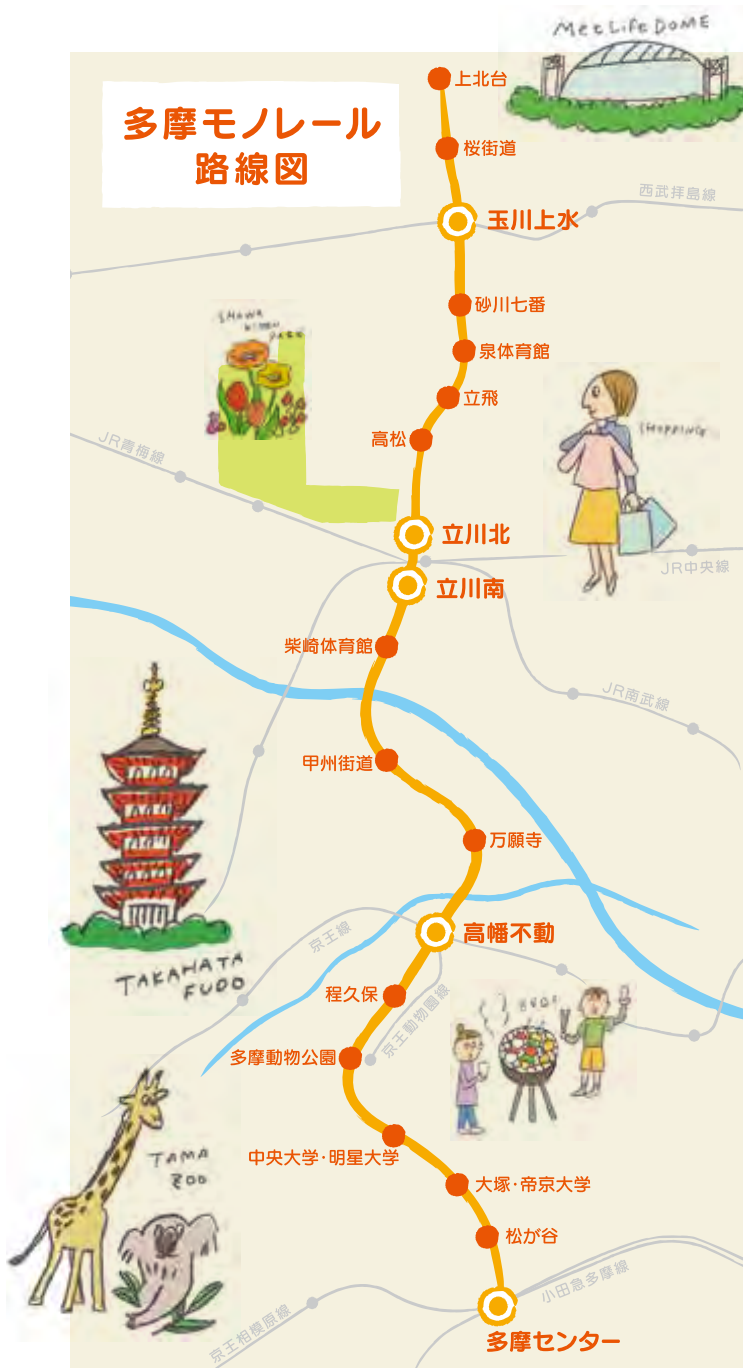 MetLife DOME
上北台
多摩モノレール
路線図
桜街道
西武拝島線
玉川上水
砂川七番
SHOWA
KINEN
PARK
泉体育館
立飛
高松
SHOPPING
JR青梅線
立川北
JR中央線
立川南
柴崎体育館
JR南武線
甲州街道
万願寺
高幡不動
京王線
TAKAHATA
FUDO
程久保
BBQ!
京王動物園線
多摩動物公園
中央大学・明星大学
TAMA
ZOO
大塚・帝京大学
松が谷
小田急多摩線
京王相模原線
多摩センター